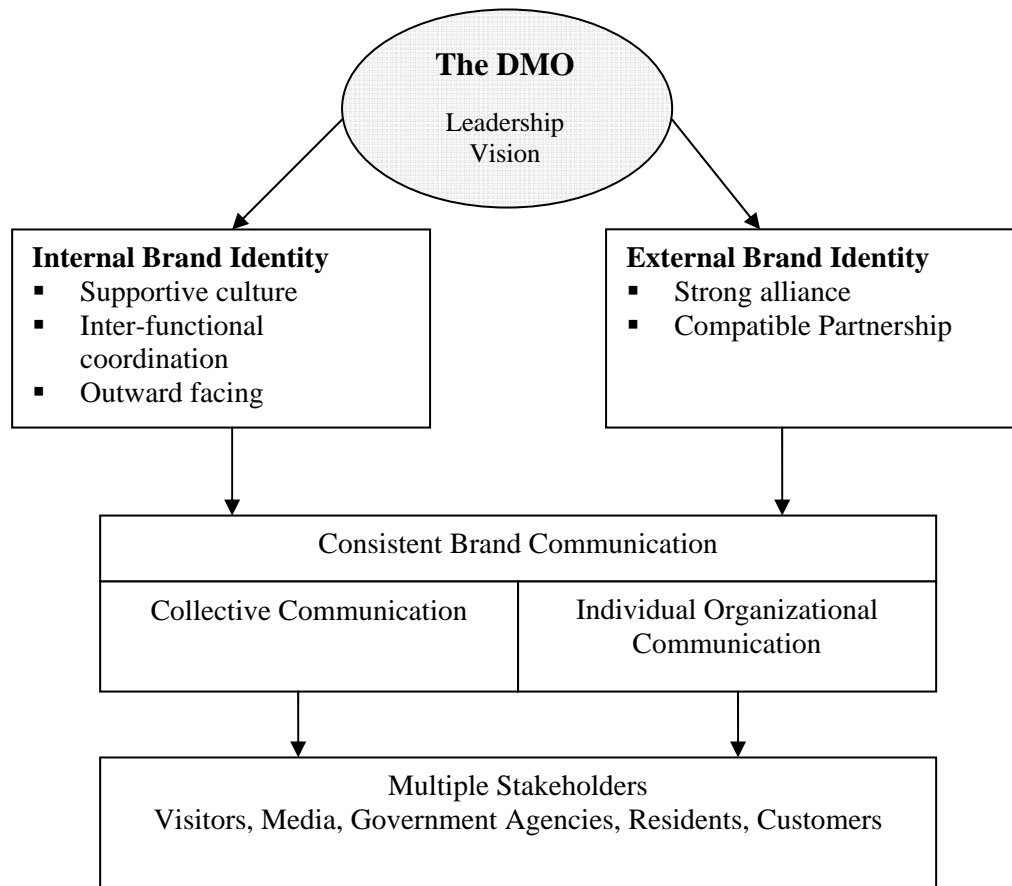 The DMO
Leadership
Vision
Internal Brand Identity
▪ Supportive culture
▪ Inter-functional
coordination
▪ Outward facing
External Brand Identity
▪ Strong alliance
▪ Compatible Partnership
Consistent Brand Communication
Collective Communication
Individual Organizational
Communication
Multiple Stakeholders
Visitors, Media, Government Agencies, Residents, Customers